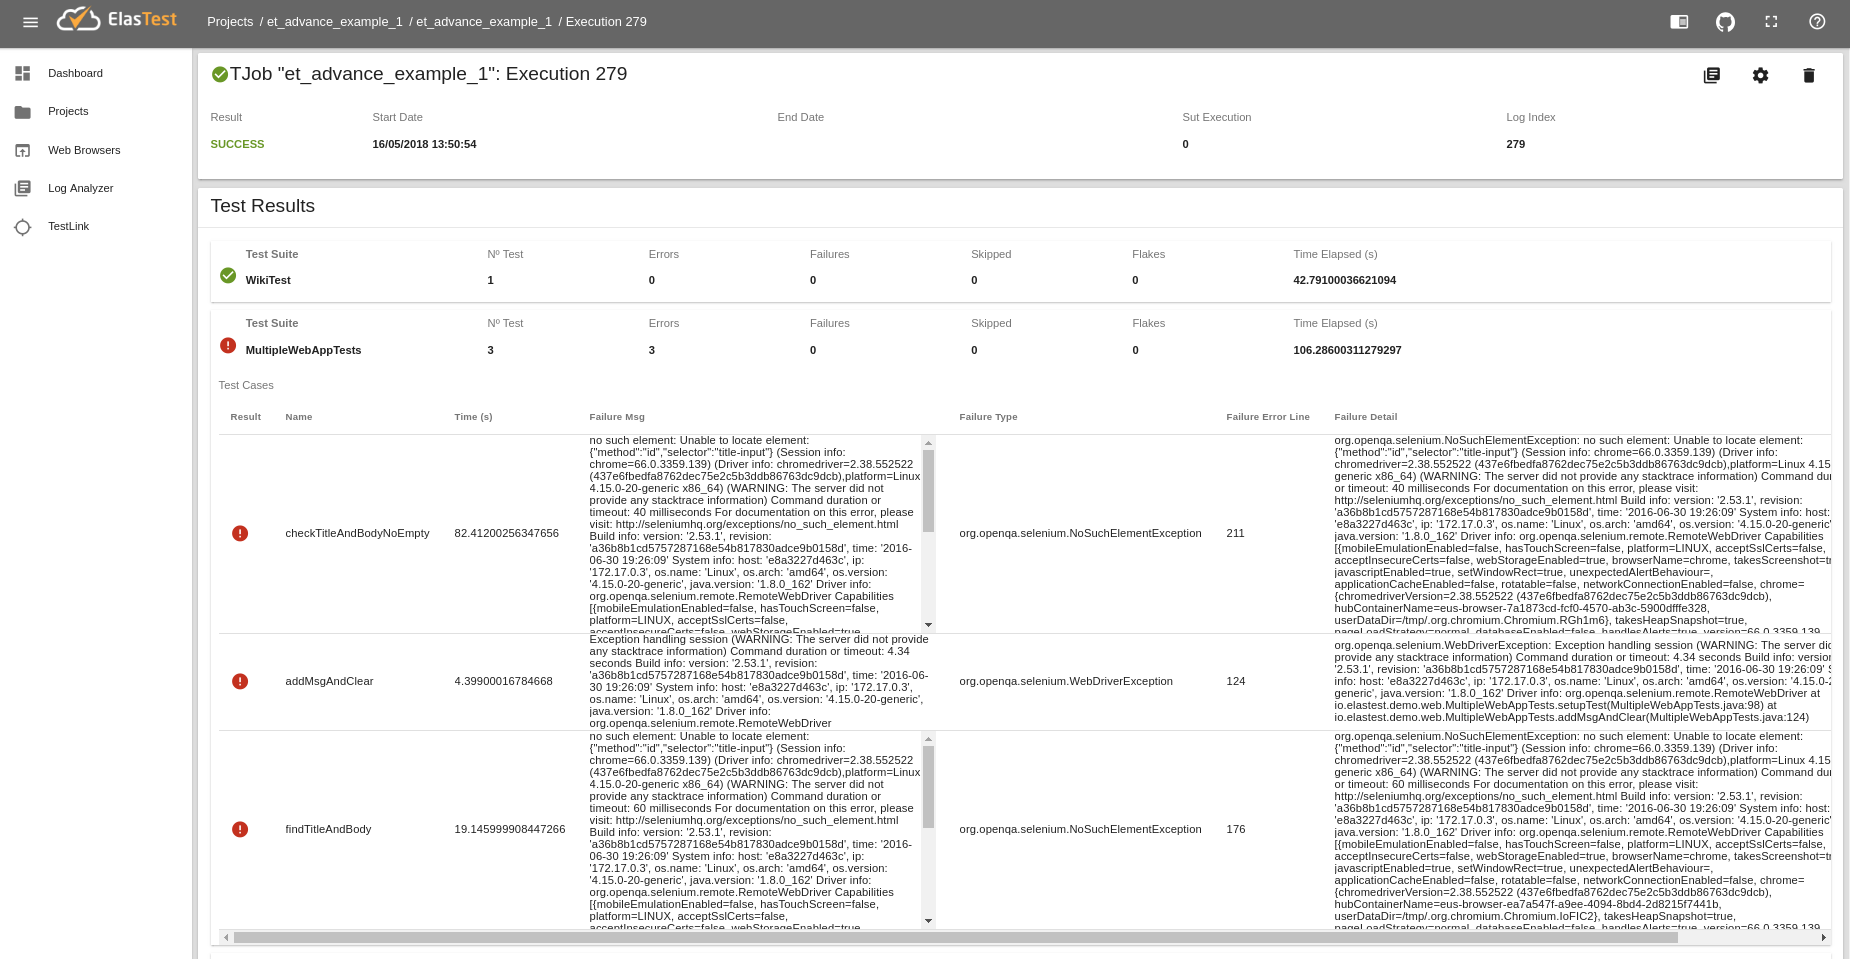 ElasTest
Projects / et_advance_example_1 / et_advance_example_1 / Execution 279
Dashboard
Projects
Web Browsers
Log Analyzer
TestLink
TJob "et_advance_example_1": Execution 279
Result Start Date End Date Sut Execution Log Index
SUCCESS 16/05/2018 13:50:54 0 279
Test Results
Test Suite Nº Test Errors Failures Skipped Flakes Time Elapsed (s)
WikiTest 1 0 0 0 0 42.79100036621094
Test Suite Nº Test Errors Failures Skipped Flakes Time Elapsed (s)
MultipleWebAppTests 3 3 0 0 0 106.28600311279297
Test Cases
Result Name Time (s) Failure Msg Failure Type Failure Error Line Failure Detail
checkTitleAndBodyNoEmpty 82.41200256347656
no such element: Unable to locate element:
{"method":"id","selector":"title-input"} (Session info:
chrome=66.0.3359.139) (Driver info: chromedriver=2.38.552522
(437e6fbedfa8762dec75e2c5b3ddb86763dc9dcb),platform=Linux
4.15.0-20-generic x86_64) (WARNING: The server did not
provide any stacktrace information) Command duration or
timeout: 40 milliseconds For documentation on this error, please
visit: http://seleniumhq.org/exceptions/no_such_element.html
Build info: version: '2.53.1', revision:
'a36b8b1cd5757287168e54b817830adce9b0158d', time: '2016-
06-30 19:26:09' System info: host: 'e8a3227d463c', ip:
'172.17.0.3', os.name: 'Linux', os.arch: 'amd64', os.version:
'4.15.0-20-generic', java.version: '1.8.0_162' Driver info:
org.openqa.selenium.remote.RemoteWebDriver Capabilities
[{mobileEmulationEnabled=false, hasTouchScreen=false,
platform=LINUX, acceptSslCerts=false,
acceptInsecureCerts=false, webStorageEnabled=true
org.openqa.selenium.NoSuchElementException 211
org.openqa.selenium.NoSuchElementException: no such element: Unable to locate element:
{"method":"id","selector":"title-input"} (Session info: chrome=66.0.3359.139) (Driver info:
chromedriver=2.38.552522 (437e6fbedfa8762dec75e2c5b3ddb86763dc9dcb),platform=Linux 4.15
generic x86_64) (WARNING: The server did not provide any stacktrace information) Command du
or timeout: 40 milliseconds For documentation on this error, please visit:
http://seleniumhq.org/exceptions/no_such_element.html Build info: version: '2.53.1', revision:
'a36b8b1cd5757287168e54b817830adce9b0158d', time: '2016-06-30 19:26:09' System info: host:
'e8a3227d463c', ip: '172.17.0.3', os.name: 'Linux', os.arch: 'amd64', os.version: '4.15.0-20-generic'
java.version: '1.8.0_162' Driver info: org.openqa.selenium.remote.RemoteWebDriver Capabilities
[{mobileEmulationEnabled=false, hasTouchScreen=false, platform=LINUX, acceptSslCerts=false,
acceptInsecureCerts=false, webStorageEnabled=true, browserName=chrome, takesScreenshot=tr
javascriptEnabled=true, setWindowRect=true, unexpectedAlertBehaviour=,
applicationCacheEnabled=false, rotatable=false, networkConnectionEnabled=false, chrome=
{chromedriverVersion=2.38.552522 (437e6fbedfa8762dec75e2c5b3ddb86763dc9dcb),
hubContainerName=eus-browser-7a1873cd-fcf0-4570-ab3c-5900dfffe328,
userDataDir=/tmp/.org.chromium.Chromium.RGh1m6}, takesHeapSnapshot=true,
pageLoadStrategy=normal, databaseEnabled=false, handlesAlerts=true, version=66.0.3359.139
addMsgAndClear 4.39900016784668
Exception handling session (WARNING: The server did not provide
any stacktrace information) Command duration or timeout: 4.34
seconds Build info: version: '2.53.1', revision:
'a36b8b1cd5757287168e54b817830adce9b0158d', time: '2016-06-
30 19:26:09' System info: host: 'e8a3227d463c', ip: '172.17.0.3',
os.name: 'Linux', os.arch: 'amd64', os.version: '4.15.0-20-generic',
java.version: '1.8.0_162' Driver info:
org.openqa.selenium.remote.RemoteWebDriver
org.openqa.selenium.WebDriverException 124
org.openqa.selenium.WebDriverException: Exception handling session (WARNING: The server dic
provide any stacktrace information) Command duration or timeout: 4.34 seconds Build info: version
'2.53.1', revision: 'a36b8b1cd5757287168e54b817830adce9b0158d', time: '2016-06-30 19:26:09' S
info: host: 'e8a3227d463c', ip: '172.17.0.3', os.name: 'Linux', os.arch: 'amd64', os.version: '4.15.0-2
generic', java.version: '1.8.0_162' Driver info: org.openqa.selenium.remote.RemoteWebDriver at
io.elastest.demo.web.MultipleWebAppTests.setupTest(MultipleWebAppTests.java:98) at
io.elastest.demo.web.MultipleWebAppTests.addMsgAndClear(MultipleWebAppTests.java:124)
findTitleAndBody 19.145999908447266
no such element: Unable to locate element:
{"method":"id","selector":"title-input"} (Session info:
chrome=66.0.3359.139) (Driver info: chromedriver=2.38.552522
(437e6fbedfa8762dec75e2c5b3ddb86763dc9dcb),platform=Linux
4.15.0-20-generic x86_64) (WARNING: The server did not
provide any stacktrace information) Command duration or
timeout: 60 milliseconds For documentation on this error, please
visit: http://seleniumhq.org/exceptions/no_such_element.html
Build info: version: '2.53.1', revision:
'a36b8b1cd5757287168e54b817830adce9b0158d', time: '2016-
06-30 19:26:09' System info: host: 'e8a3227d463c', ip:
'172.17.0.3', os.name: 'Linux', os.arch: 'amd64', os.version:
'4.15.0-20-generic', java.version: '1.8.0_162' Driver info:
org.openqa.selenium.remote.RemoteWebDriver Capabilities
[{mobileEmulationEnabled=false, hasTouchScreen=false,
platform=LINUX, acceptSslCerts=false,
acceptInsecureCerts=false, webStorageEnabled=true
org.openqa.selenium.NoSuchElementException 176
org.openqa.selenium.NoSuchElementException: no such element: Unable to locate element:
{"method":"id","selector":"title-input"} (Session info: chrome=66.0.3359.139) (Driver info:
chromedriver=2.38.552522 (437e6fbedfa8762dec75e2c5b3ddb86763dc9dcb),platform=Linux 4.15
generic x86_64) (WARNING: The server did not provide any stacktrace information) Command du
or timeout: 60 milliseconds For documentation on this error, please visit:
http://seleniumhq.org/exceptions/no_such_element.html Build info: version: '2.53.1', revision:
'a36b8b1cd5757287168e54b817830adce9b0158d', time: '2016-06-30 19:26:09' System info: host:
'e8a3227d463c', ip: '172.17.0.3', os.name: 'Linux', os.arch: 'amd64', os.version: '4.15.0-20-generic'
java.version: '1.8.0_162' Driver info: org.openqa.selenium.remote.RemoteWebDriver Capabilities
[{mobileEmulationEnabled=false, hasTouchScreen=false, platform=LINUX, acceptSslCerts=false,
acceptInsecureCerts=false, webStorageEnabled=true, browserName=chrome, takesScreenshot=tr
javascriptEnabled=true, setWindowRect=true, unexpectedAlertBehaviour=,
applicationCacheEnabled=false, rotatable=false, networkConnectionEnabled=false, chrome=
{chromedriverVersion=2.38.552522 (437e6fbedfa8762dec75e2c5b3ddb86763dc9dcb),
hubContainerName=eus-browser-ea7a547f-a9ee-4094-8bd4-2d8215f7441b,
userDataDir=/tmp/.org.chromium.Chromium.IoFIC2}, takesHeapSnapshot=true,
pageLoadStrategy=normal, databaseEnabled=false, handlesAlerts=true, version=66.0.3359.139